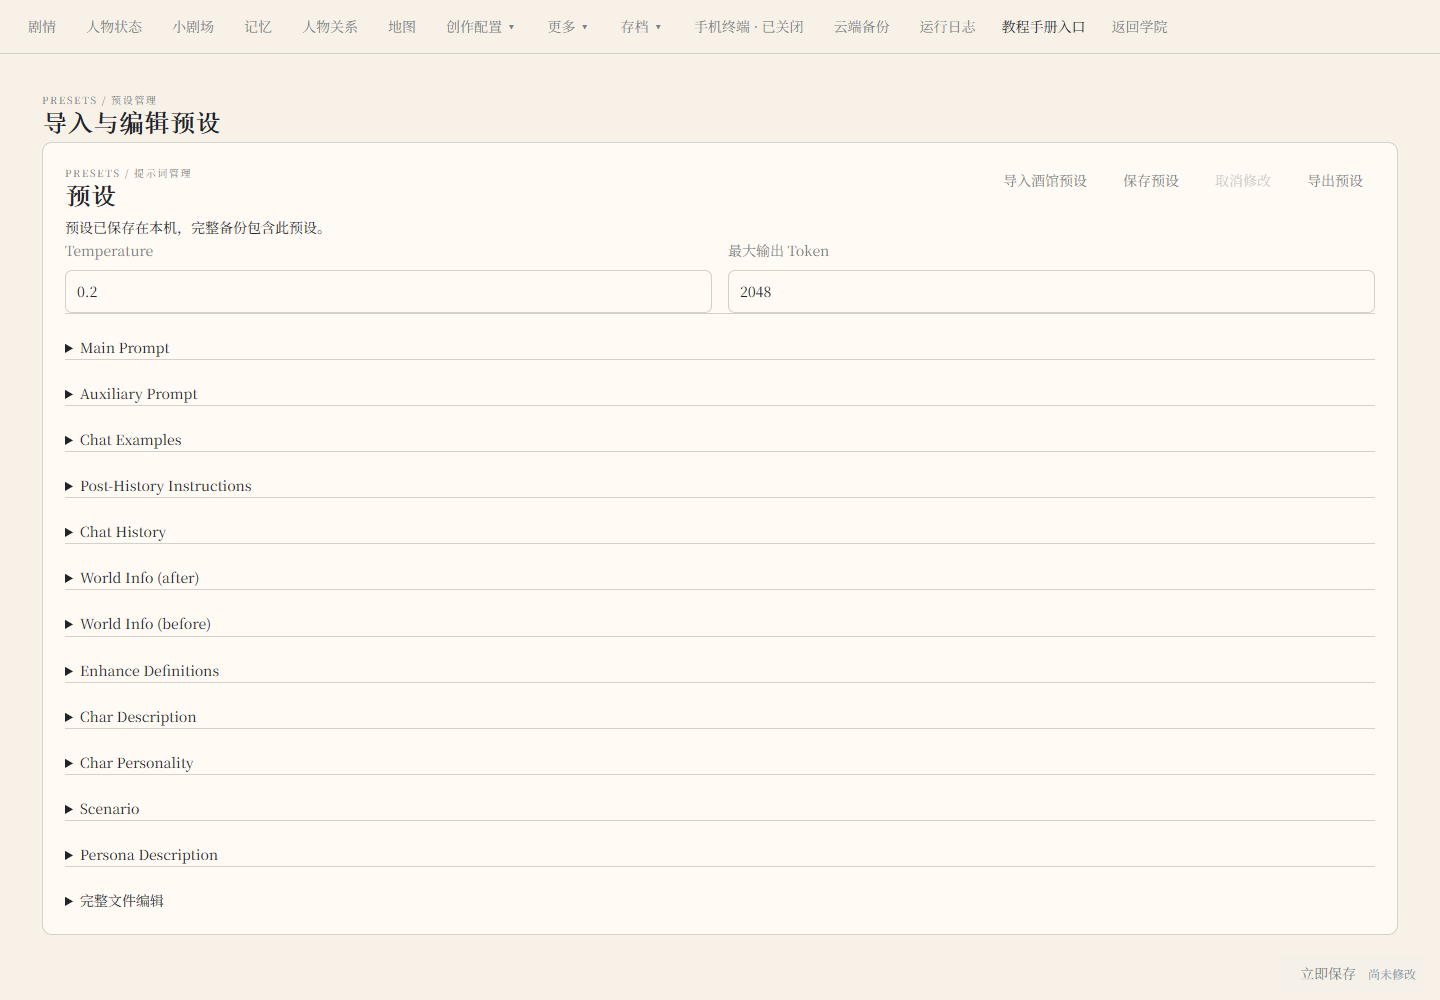 剧情 人物状态 小剧场 记忆 人物关系 地图 创作配置 ▼ 更多 ▼ 存档 ▼ 手机终端 · 已关闭 云端备份 运行日志 教程手册入口 返回学院
PRESETS / 预设管理
导入与编辑预设
PRESETS / 提示词管理
预设
导入酒馆预设 保存预设 取消修改 导出预设
预设已保存在本机，完整备份包含此预设。
Temperature 最大输出 Token
0.2 2048
Main Prompt
Auxiliary Prompt
Chat Examples
Post-History Instructions
Chat History
World Info (after)
World Info (before)
Enhance Definitions
Char Description
Char Personality
Scenario
Persona Description
完整文件编辑
立即保存 尚未修改